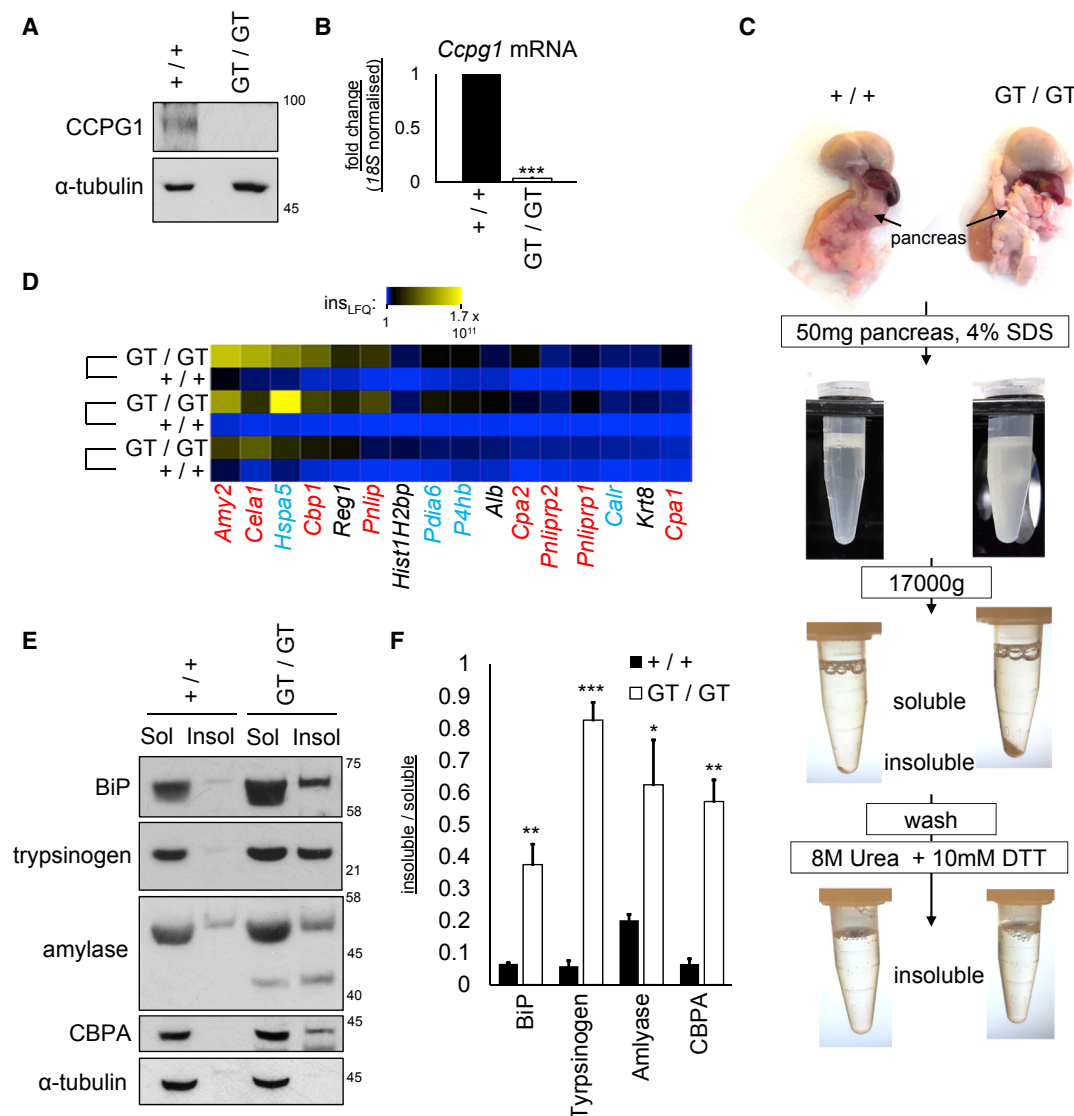 A
+ / +
GT / GT
100
CCPG1
α-tubulin
45
B
Ccpg1 mRNA
fold change
(18S normalised)
1
0.5
0
***
+ / +
GT / GT
C
+ / +
GT / GT
pancreas
50mg pancreas, 4% SDS
17000g
soluble
insoluble
wash
8M Urea + 10mM DTT
insoluble
D
insLFQ:
1
1.7 x
10^11
GT / GT
+ / +
GT / GT
+ / +
GT / GT
+ / +
Amy2
Cela1
Hspa5
Cbp1
Reg1
Pnlip
Hist1H2bp
Pdia6
P4hb
Alb
Cpa2
Pnliprp2
Pnliprp1
Calr
Krt8
Cpa1
E
+ / +
GT / GT
Sol Insol Sol Insol
BiP
75
58
trypsinogen
21
58
amylase
45
40
CBPA
45
α-tubulin
45
F
+ / +
GT / GT
insoluble / soluble
1
0.9
0.8
0.7
0.6
0.5
0.4
0.3
0.2
0.1
0
**
***
*
**
BiP
Tyrpsinogen
Amlyase
CBPA